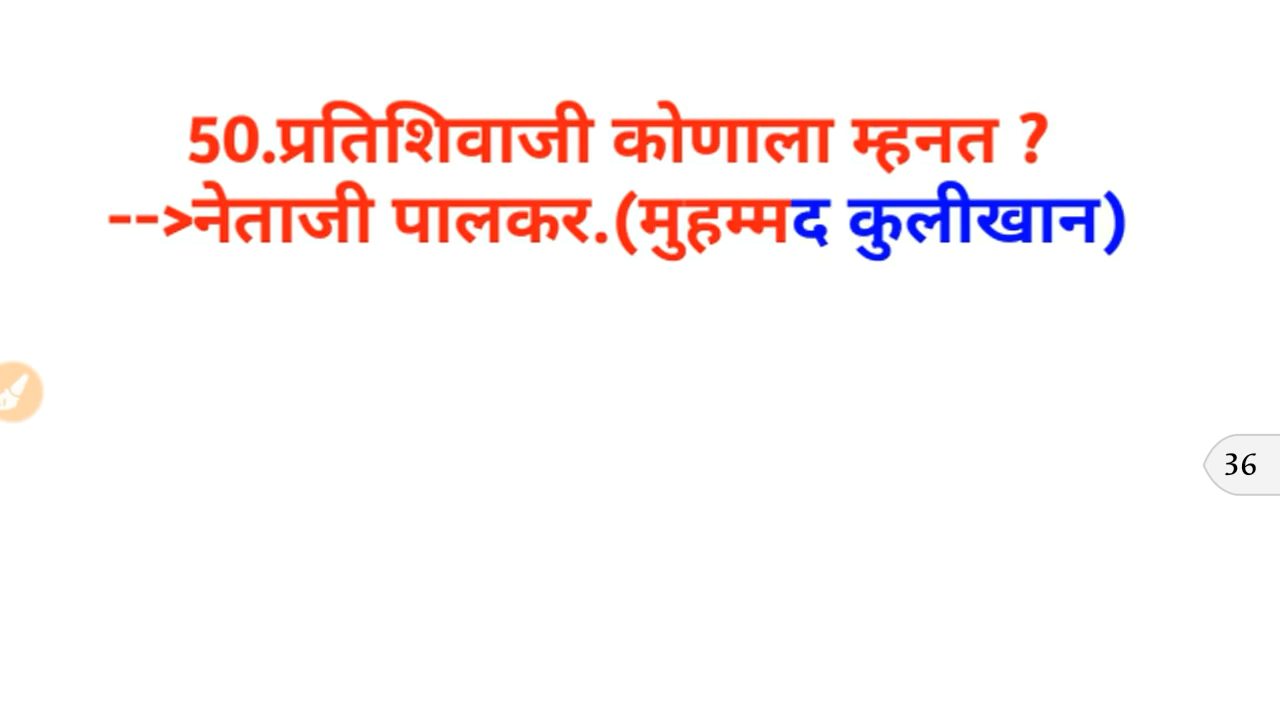 50.प्रतिशिवाजी कोणाला म्हनत ?
-->नेताजी पालकर.(मुहम्मद कुलीखान)
36